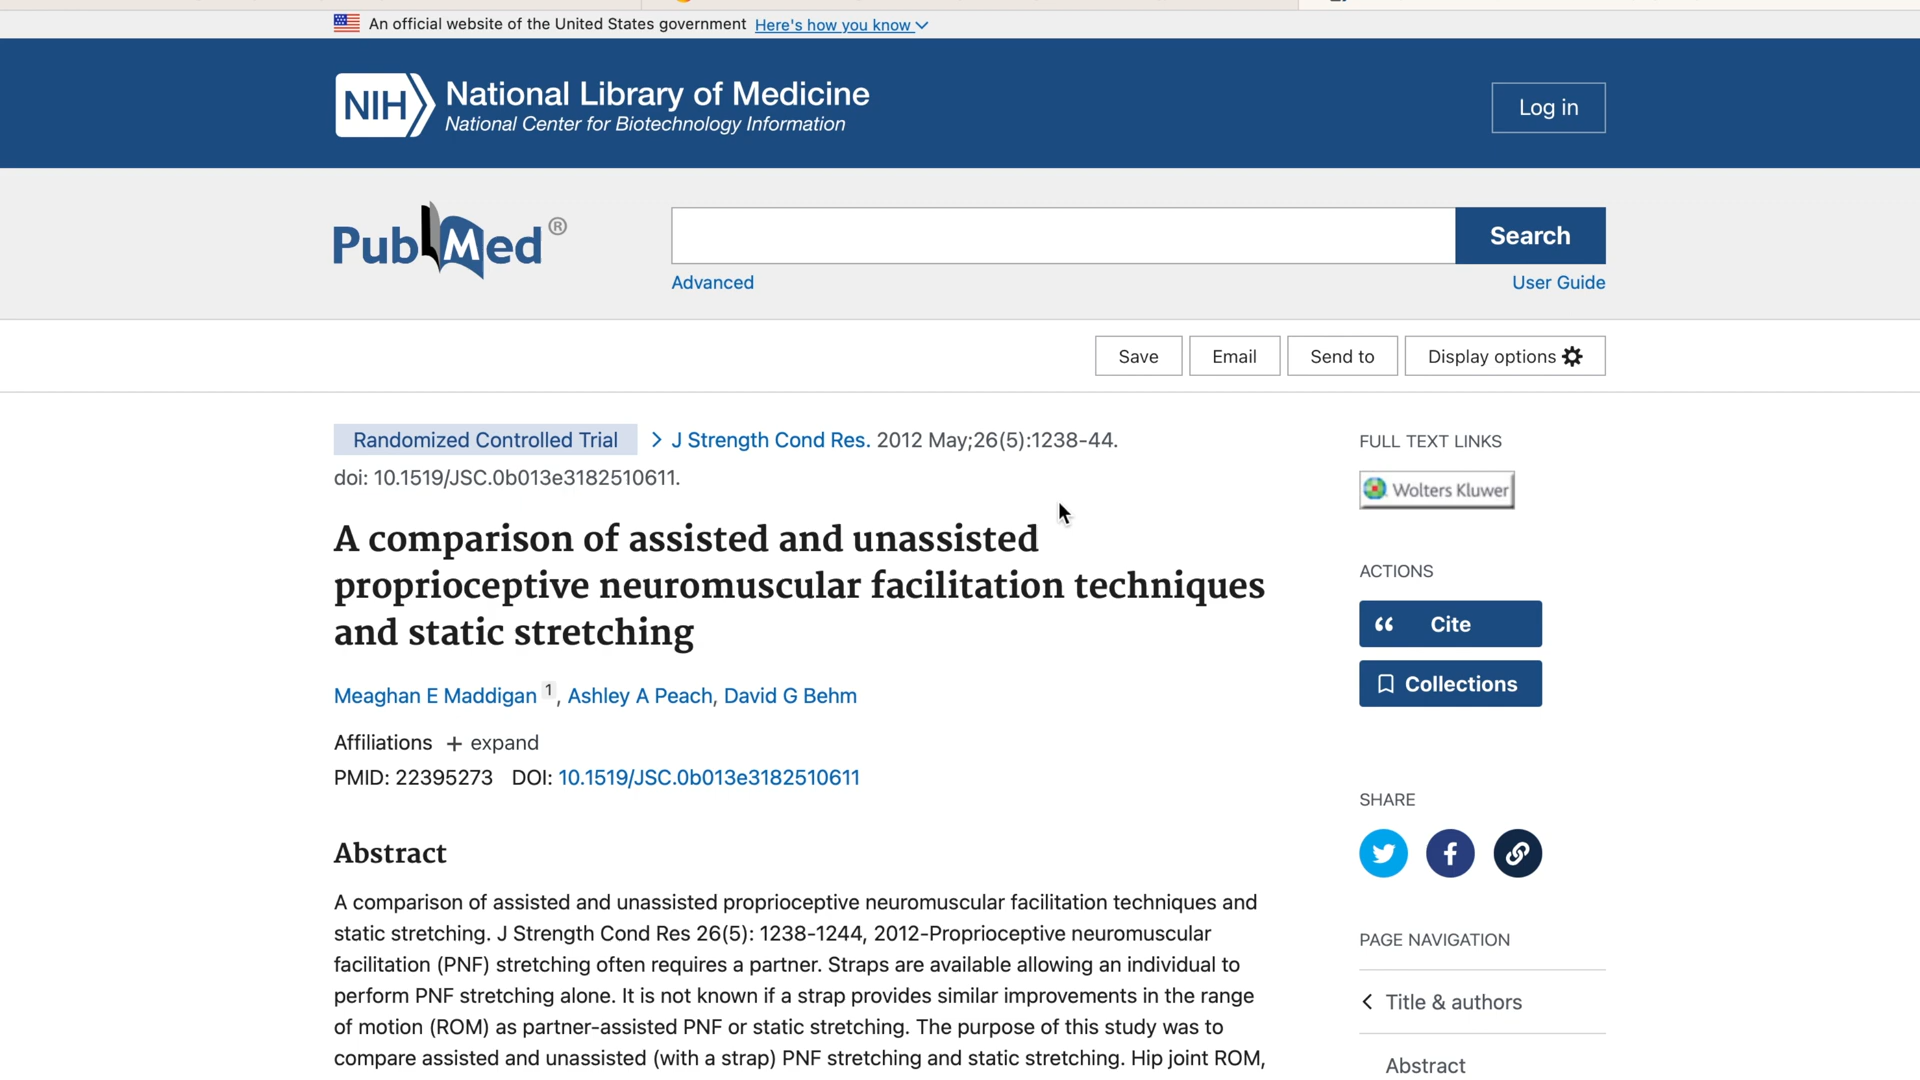 An official website of the United States government Here's how you know
NIH National Library of Medicine
National Center for Biotechnology Information
Log in
PubMed®
Search
Advanced
User Guide
Save
Email
Send to
Display options
Randomized Controlled Trial > J Strength Cond Res. 2012 May;26(5):1238-44.
doi: 10.1519/JSC.0b013e3182510611.
A comparison of assisted and unassisted
proprioceptive neuromuscular facilitation techniques
and static stretching
Meaghan E Maddigan 1, Ashley A Peach, David G Behm
Affiliations + expand
PMID: 22395273 DOI: 10.1519/JSC.0b013e3182510611
Abstract
A comparison of assisted and unassisted proprioceptive neuromuscular facilitation techniques and
static stretching. J Strength Cond Res 26(5): 1238-1244, 2012-Proprioceptive neuromuscular
facilitation (PNF) stretching often requires a partner. Straps are available allowing an individual to
perform PNF stretching alone. It is not known if a strap provides similar improvements in the range
of motion (ROM) as partner-assisted PNF or static stretching. The purpose of this study was to
compare assisted and unassisted (with a strap) PNF stretching and static stretching. Hip joint ROM,
FULL TEXT LINKS
Wolters Kluwer
ACTIONS
Cite
Collections
SHARE
PAGE NAVIGATION
Title & authors
Abstract